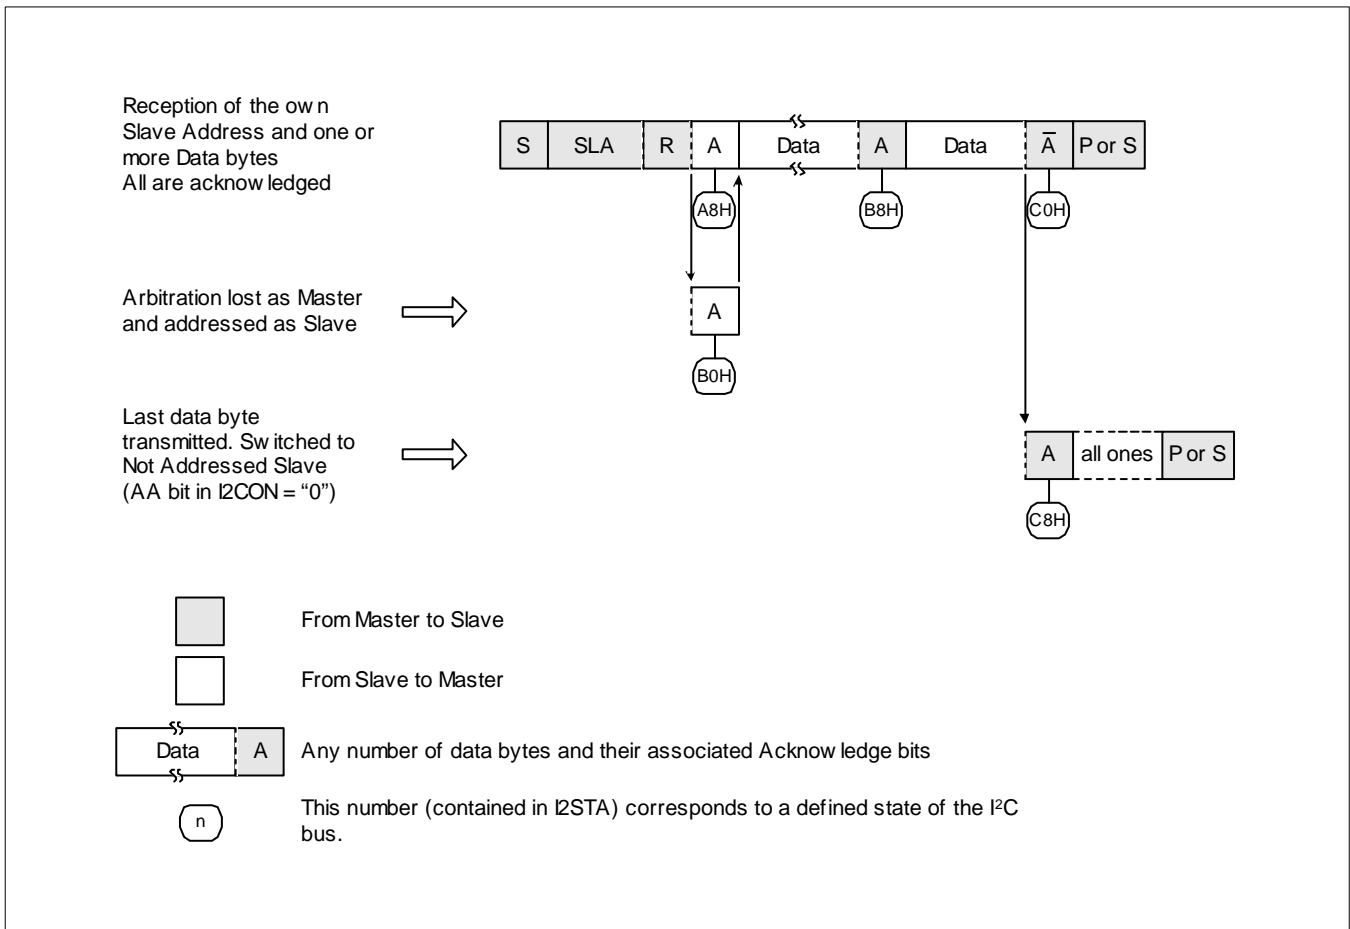 Reception of the own
Slave Address and one or
more Data bytes
All are acknowledged
S SLA R A Data A Data A̅ P or S
A8H B8H C0H
Arbitration lost as Master
and addressed as Slave
A
B0H
Last data byte
transmitted. Switched to
Not Addressed Slave
(AA bit in I2CON = “0”)
A all ones P or S
C8H
From Master to Slave
From Slave to Master
Data A Any number of data bytes and their associated Acknowledge bits
n This number (contained in I2STA) corresponds to a defined state of the I²C
bus.